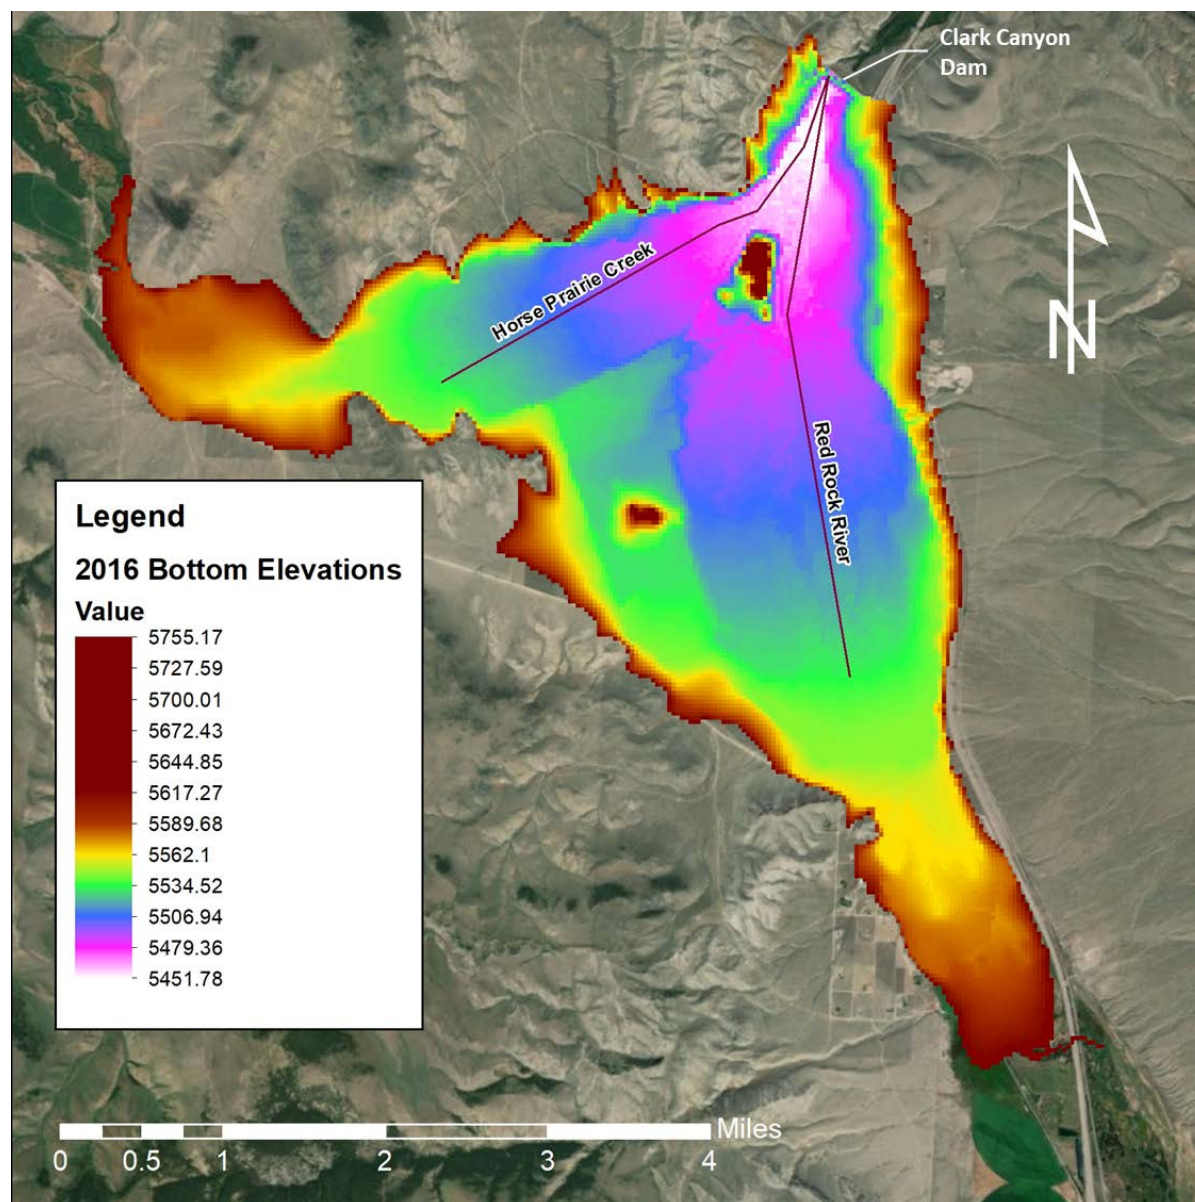 Clark Canyon
Dam
Horse Prairie Creek
N
Red Rock River
Legend
2016 Bottom Elevations
Value
5755.17
5727.59
5700.01
5672.43
5644.85
5617.27
5589.68
5562.1
5534.52
5506.94
5479.36
5451.78
Miles
0 0.5 1 2 3 4